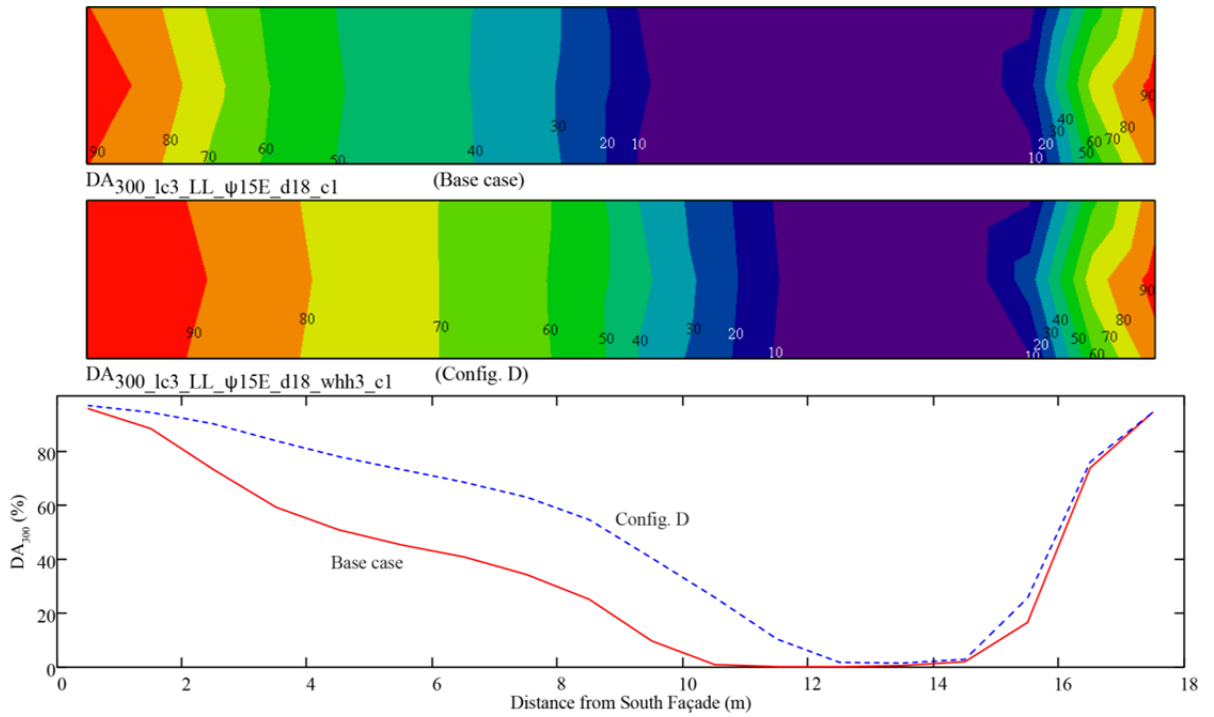 90 80 70 60 50 40 30 20 10 10 20 30 40 50 60 70 80 90
DA300_lc3_LL_ψ15E_d18_c1 (Base case)
90 80 70 60 50 40 30 20 10 10 20 30 40 50 60 70 80 90
DA300_lc3_LL_ψ15E_d18_whh3_c1 (Config. D)
80
60
40
20
0
DA300 (%)
Config. D
Base case
0 2 4 6 8 10 12 14 16 18
Distance from South Façade (m)